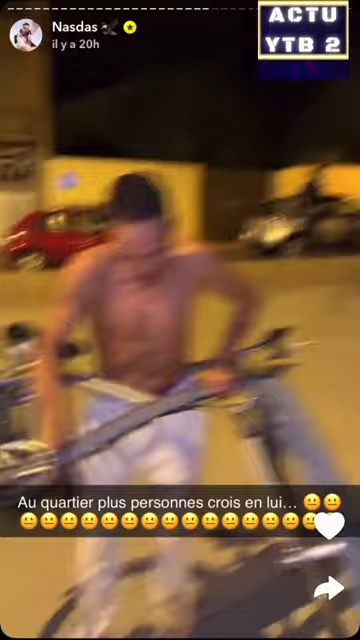 Nasdas
il y a 20h
ACTU
YTB 2
Au quartier plus personnes crois en lui... 😐😐
😐😐😐😐😐😐😐😐😐😐😐😐😐😐😐